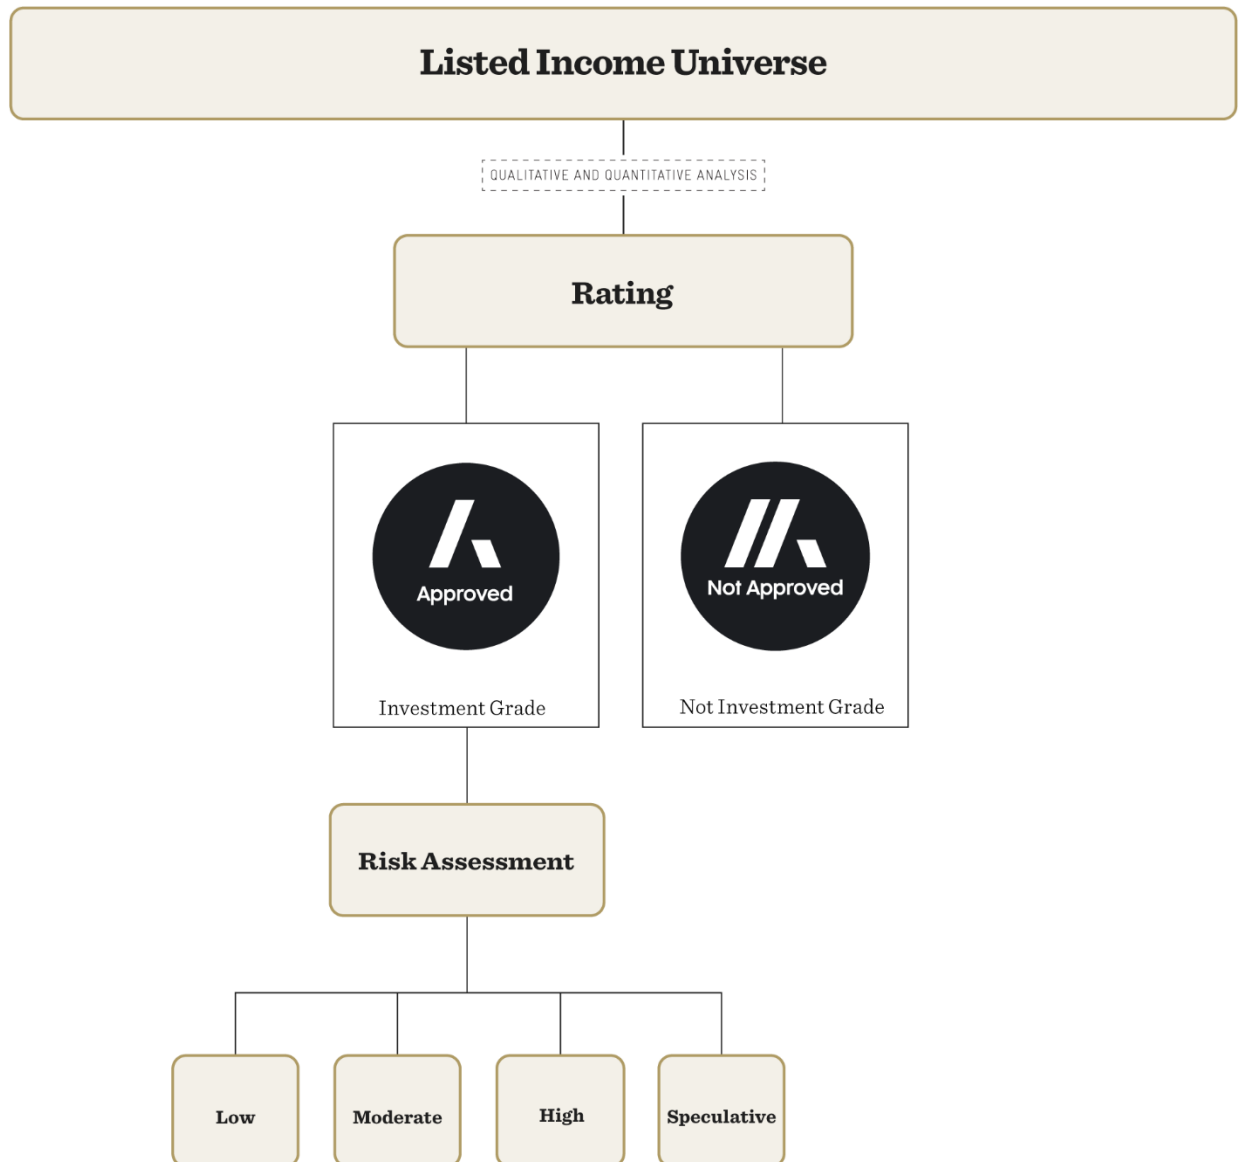 Listed Income Universe
QUALITATIVE AND QUANTITATIVE ANALYSIS
Rating
Approved
Not Approved
Investment Grade
Not Investment Grade
Risk Assessment
Low
Moderate
High
Speculative